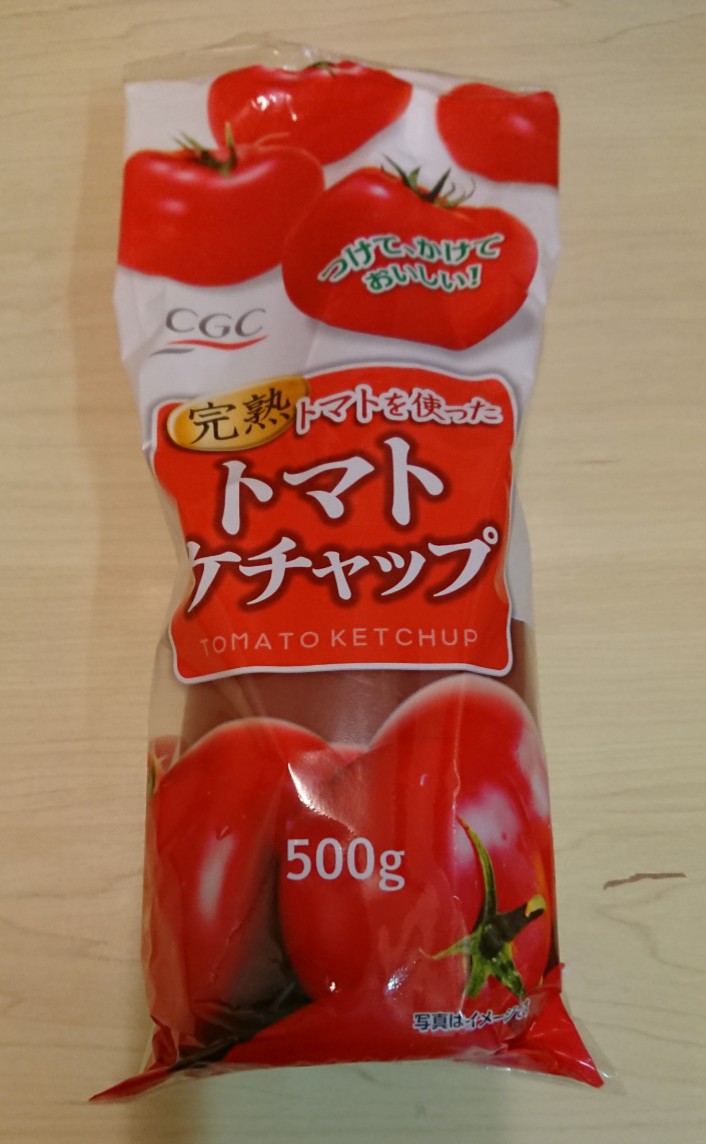 つけて、かけて
おいしい!
CGC
完熟トマトを使った
トマト
ケチャップ
TOMATO KETCHUP
500g
写真はイメージ